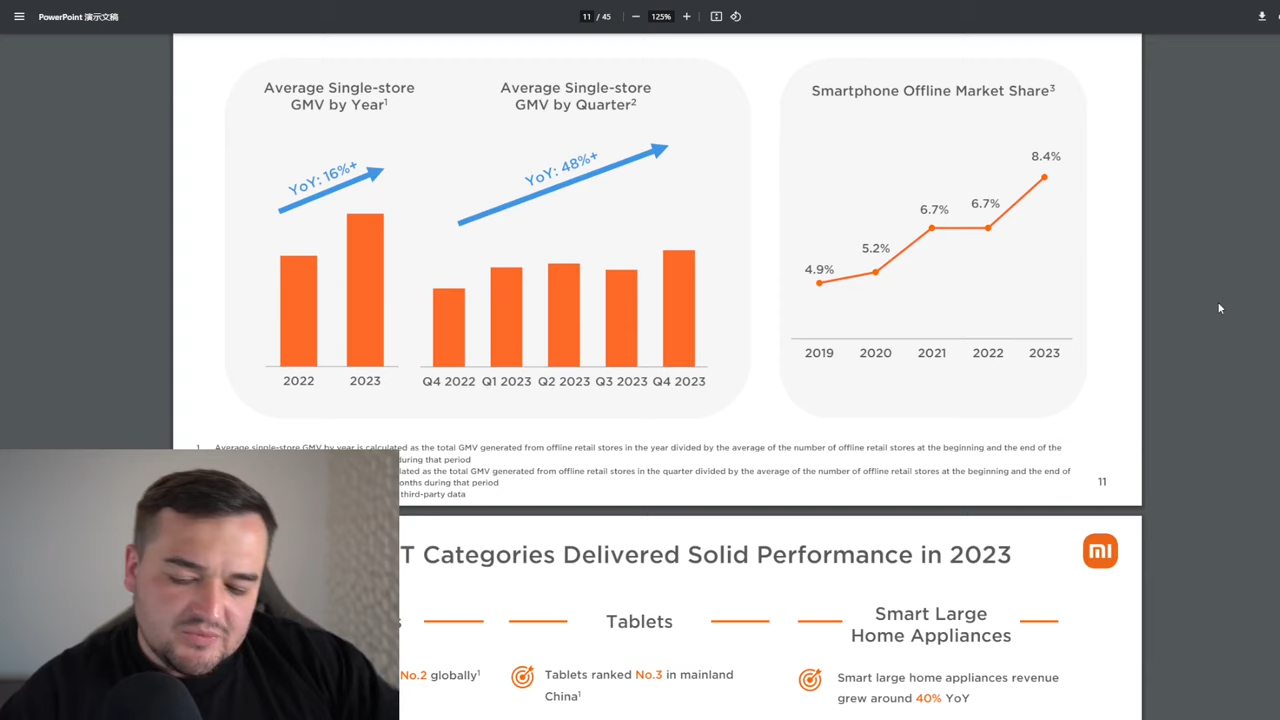 PowerPoint 演示文稿
11 / 45
125%
Average Single-store
GMV by Year1
Average Single-store
GMV by Quarter2
Smartphone Offline Market Share3
YoY: 16%+
YoY: 48%+
8.4%
6.7%
6.7%
5.2%
4.9%
2022 2023
Q4 2022 Q1 2023 Q2 2023 Q3 2023 Q4 2023
2019 2020 2021 2022 2023
1 Average single-store GMV by year is calculated as the total GMV generated from offline retail stores in the year divided by the average of the number of offline retail stores at the beginning and the end of the
during that period
lated as the total GMV generated from offline retail stores in the quarter divided by the average of the number of offline retail stores at the beginning and the end of
onths during that period
third-party data
11
T Categories Delivered Solid Performance in 2023
mi
s
Tablets
Smart Large
Home Appliances
No.2 globally1
Tablets ranked No.3 in mainland
China1
Smart large home appliances revenue
grew around 40% YoY